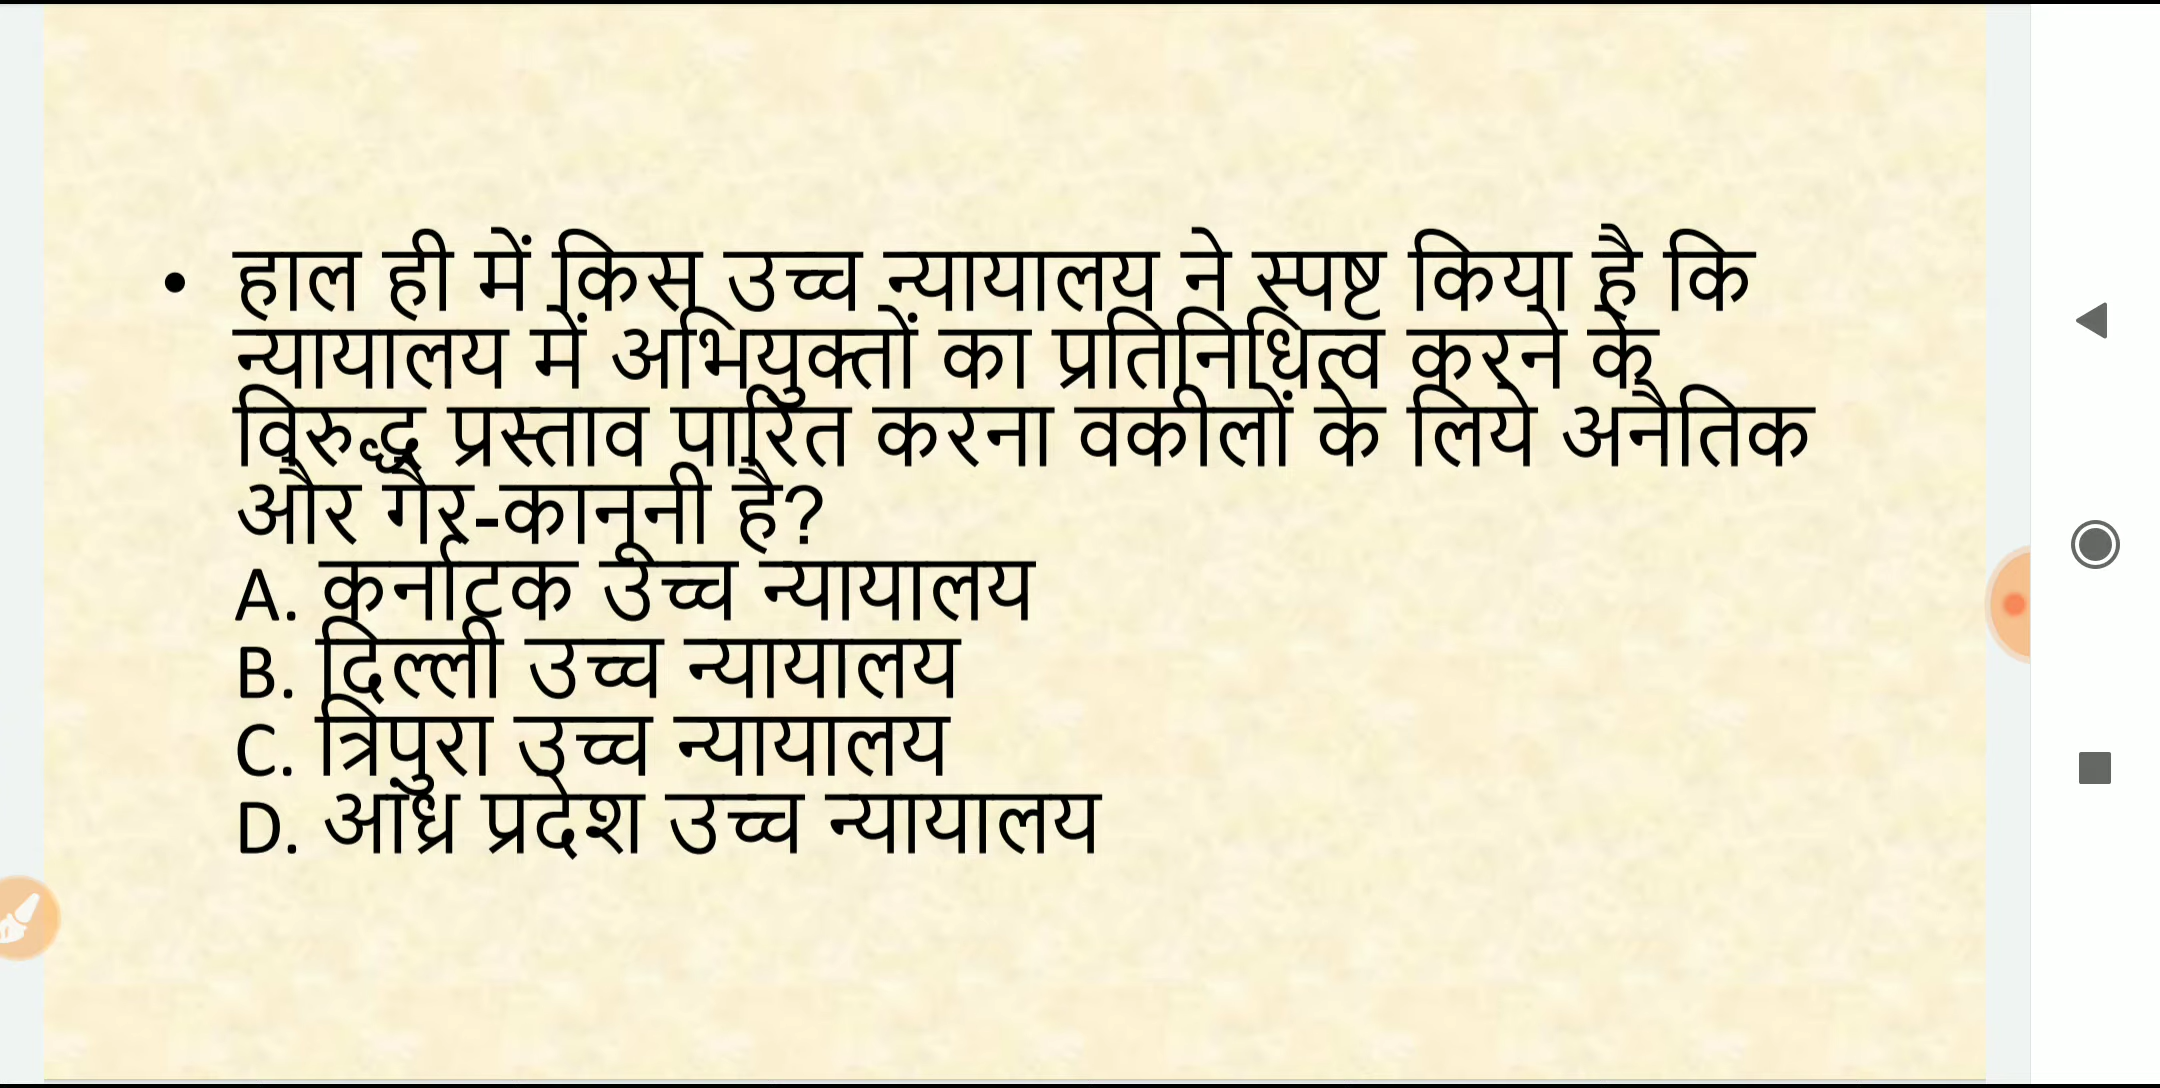 • हाल ही में किस उच्च न्यायालय ने स्पष्ट किया है कि
न्यायालय में अभियुक्तों का प्रतिनिधित्व करने के
विरुद्ध प्रस्ताव पारित करना वकीलों के लिये अनैतिक
और गैर-कानूनी है?
A. कर्नाटक उच्च न्यायालय
B. दिल्ली उच्च न्यायालय
C. त्रिपुरा उच्च न्यायालय
D. आंध्र प्रदेश उच्च न्यायालय